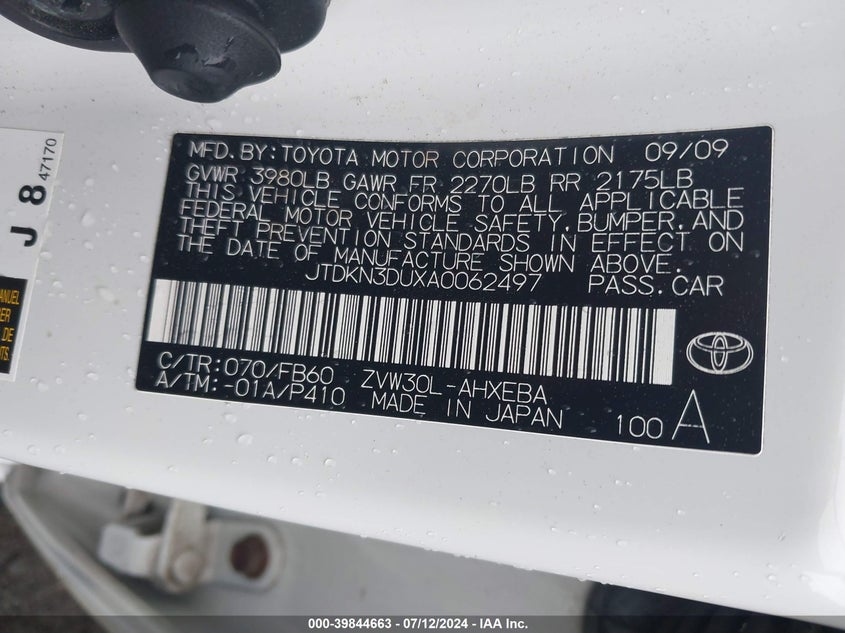 MFD. BY: TOYOTA MOTOR CORPORATION 09/09
GVWR 3980LB GAWR FR 2270LB RR 2175LB
THIS VEHICLE CONFORMS TO ALL APPLICABLE
FEDERAL MOTOR VEHICLE SAFETY, BUMPER, AND
THEFT PREVENTION STANDARDS IN EFFECT ON
THE DATE OF MANUFACTURE SHOWN ABOVE.
JTDKN3DUXA0062497 PASS. CAR
C/TR: 070/FB60 ZVW30L-AHXEBA
A/TM: -01A/P410 MADE IN JAPAN
100 A
J 8 47170
DE
000-39844663 - 07/12/2024 - IAA Inc.